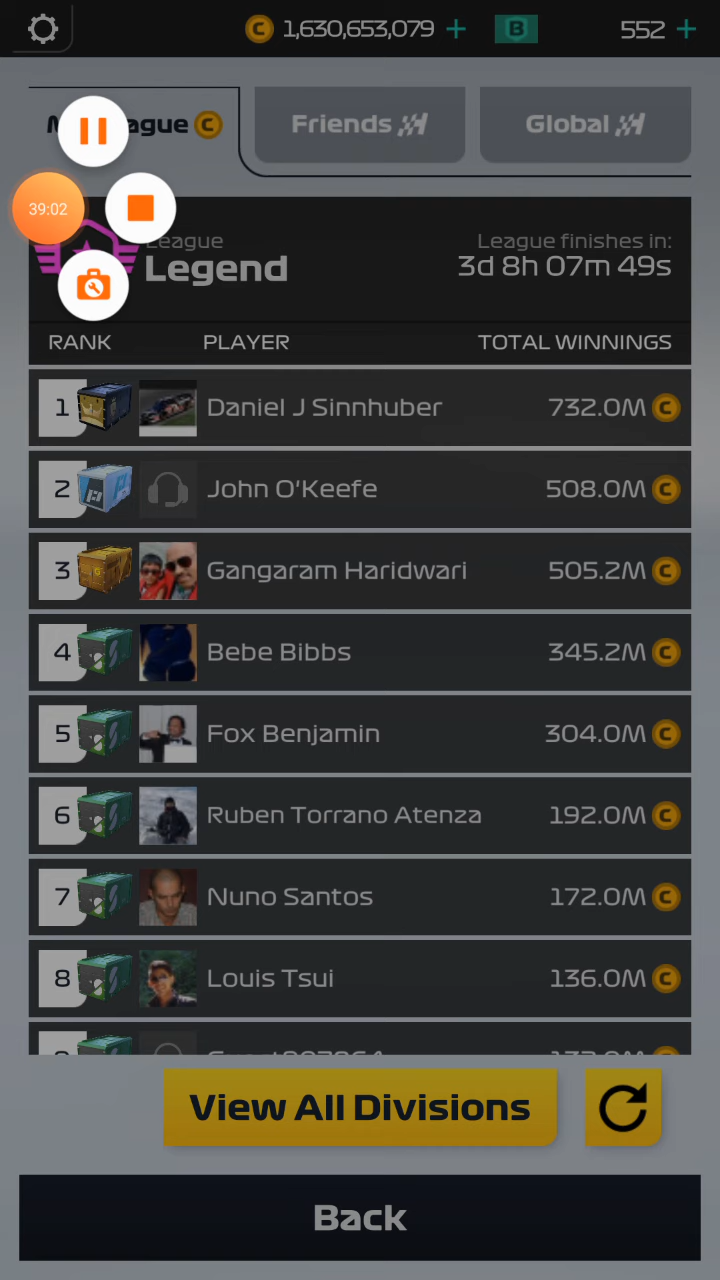 C 1,630,653,079 + B 552 +
ague C
Friends
Global
39:02
League
Legend
League finishes in:
3d 8h 07m 49s
RANK PLAYER TOTAL WINNINGS
1 Daniel J Sinnhuber 732.0M C
2 John O'Keefe 508.0M C
3 Gangaram Haridwari 505.2M C
4 Bebe Bibbs 345.2M C
5 Fox Benjamin 304.0M C
6 Ruben Torrano Atenza 192.0M C
7 Nuno Santos 172.0M C
8 Louis Tsui 136.0M C
View All Divisions
Back